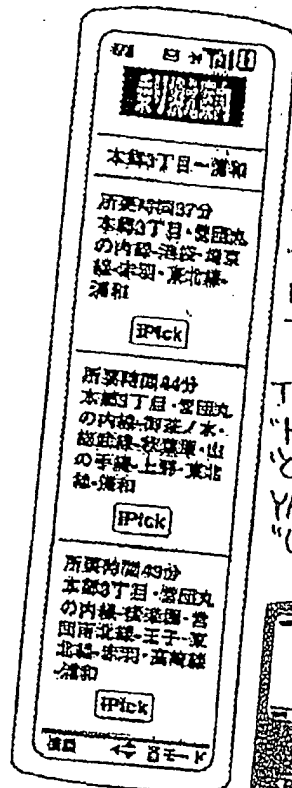 乗り換え案内
本郷3丁目〜浦和
所要時間37分
本郷3丁目-営団丸
の内線-池袋-埼京
線-赤羽-東北線-
浦和
iPick
所要時間44分
本郷3丁目-営団丸
の内線-御茶ノ水-
総武線-秋葉原-山
の手線-上野-東北
線-浦和
iPick
所要時間49分
本郷3丁目-営団丸
の内線-後楽園-営
団南北線-王子-東
北線-赤羽-高崎線
-浦和
iPick